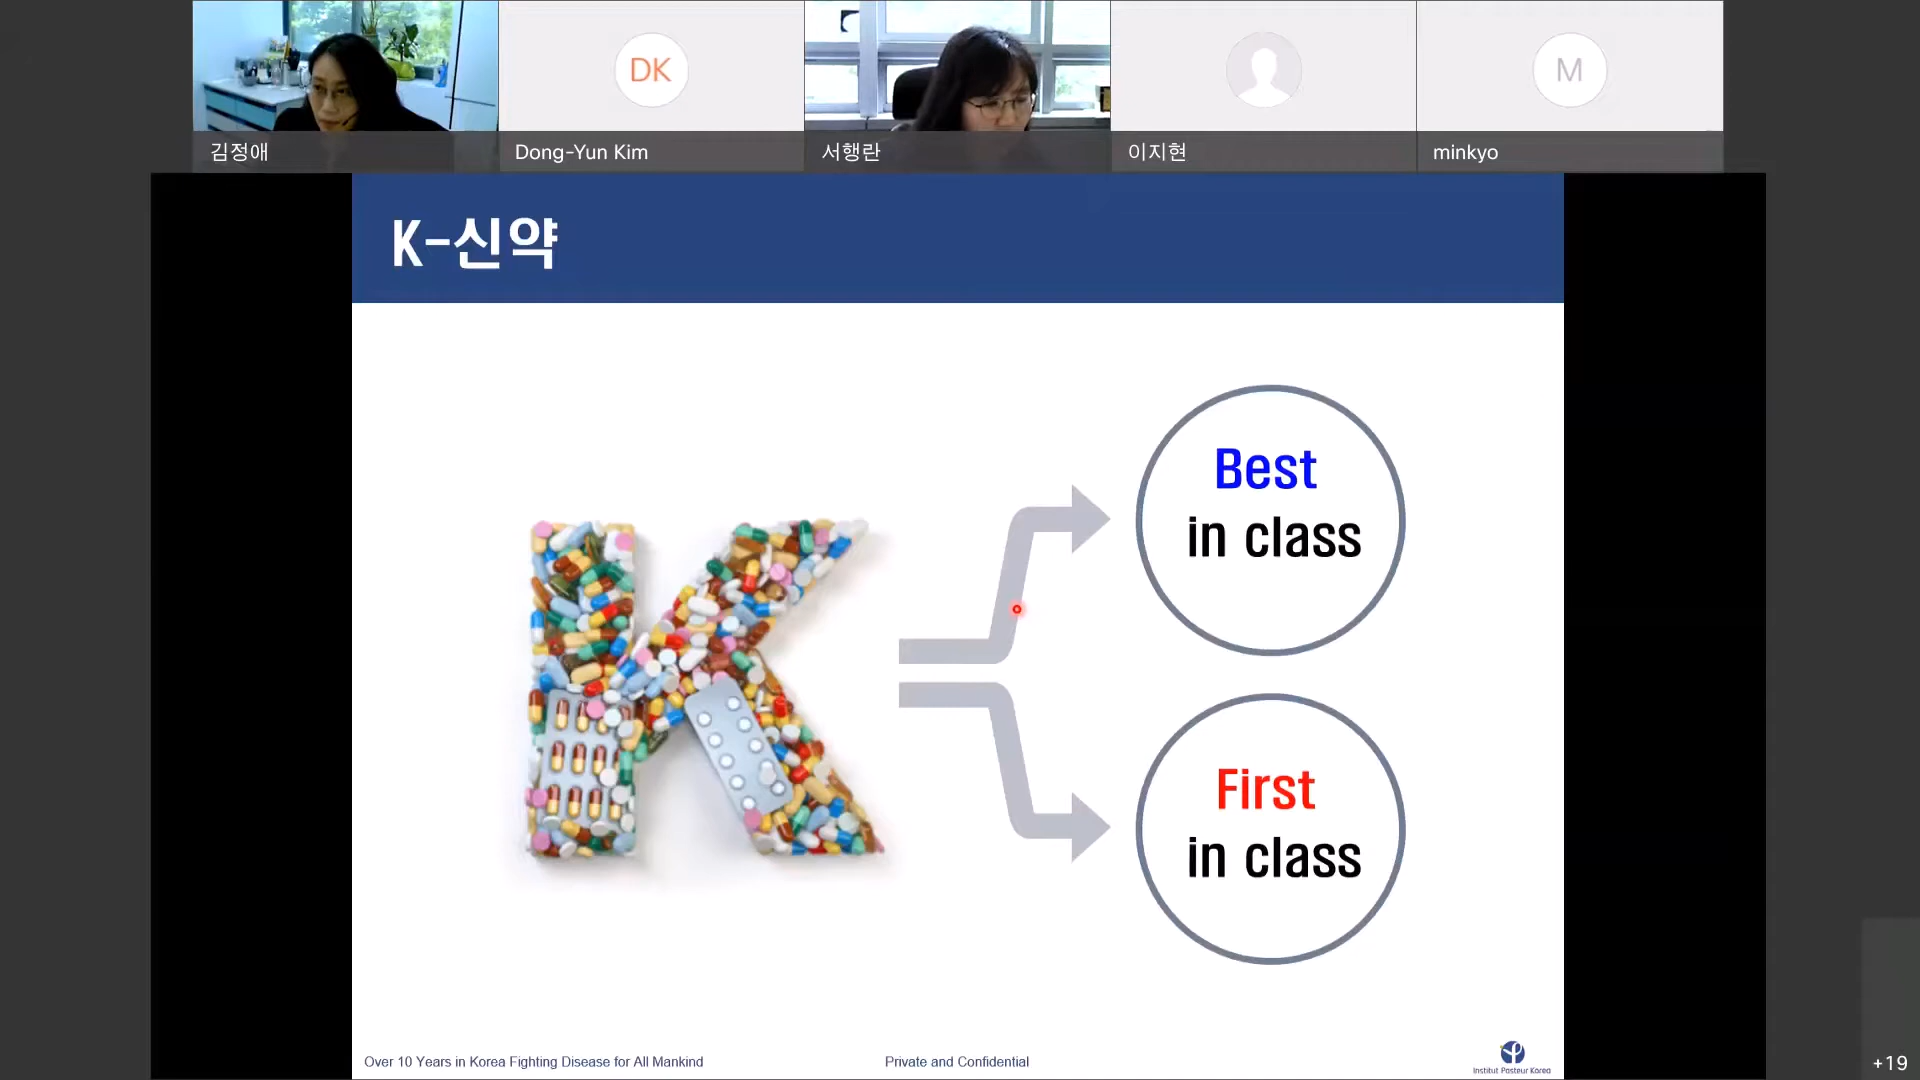 DK
M
김정애
Dong-Yun Kim
서행란
이지현
minkyo
K-신약
Best
in class
First
in class
Over 10 Years in Korea Fighting Disease for All Mankind
Private and Confidential
Institut Pasteur Korea
+19